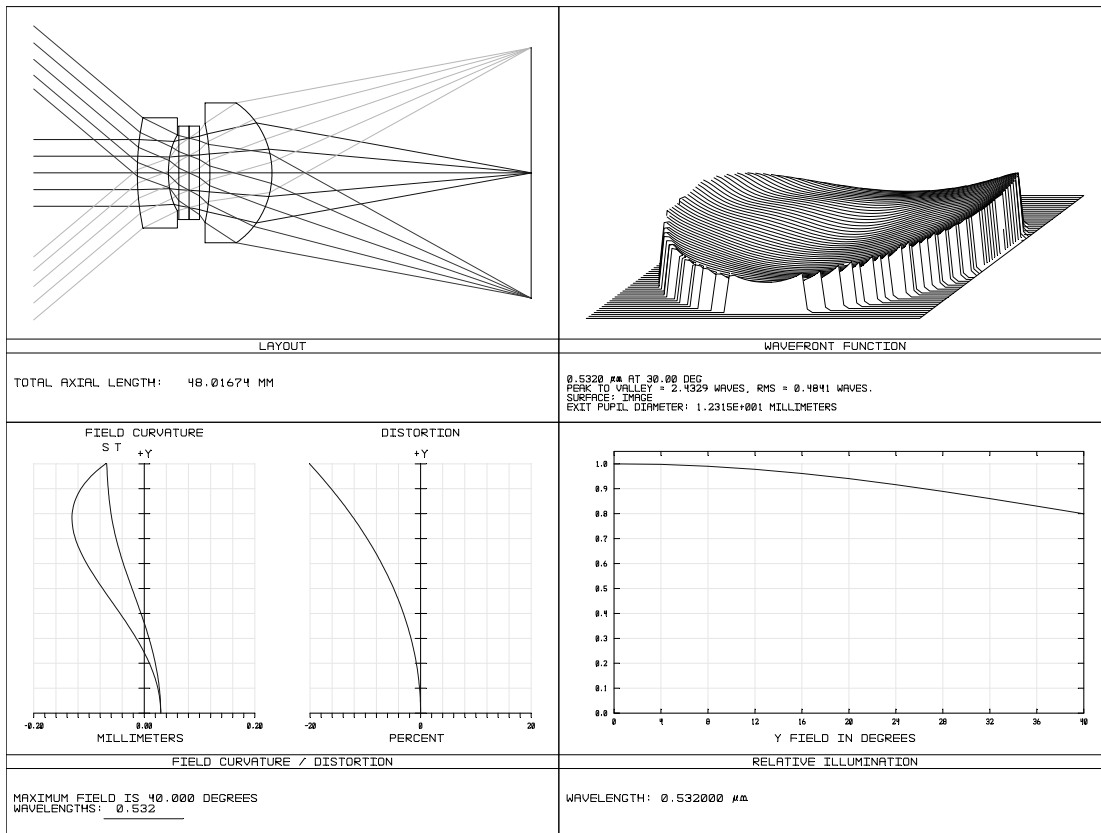 LAYOUT
TOTAL AXIAL LENGTH: 48.01674 MM
WAVEFRONT FUNCTION
0.5320 µm AT 30.00 DEG
PEAK TO VALLEY = 2.4329 WAVES, RMS = 0.4841 WAVES.
SURFACE: IMAGE
EXIT PUPIL DIAMETER: 1.2315E+001 MILLIMETERS
FIELD CURVATURE
S T
+Y
-0.20 0.00 0.20
MILLIMETERS
DISTORTION
+Y
-20 0 20
PERCENT
FIELD CURVATURE / DISTORTION
MAXIMUM FIELD IS 40.000 DEGREES
WAVELENGTHS: 0.532
1.0
0.9
0.8
0.7
0.6
0.5
0.4
0.3
0.2
0.1
0.0
0 4 8 12 16 20 24 28 32 36 40
Y FIELD IN DEGREES
RELATIVE ILLUMINATION
WAVELENGTH: 0.532000 µm